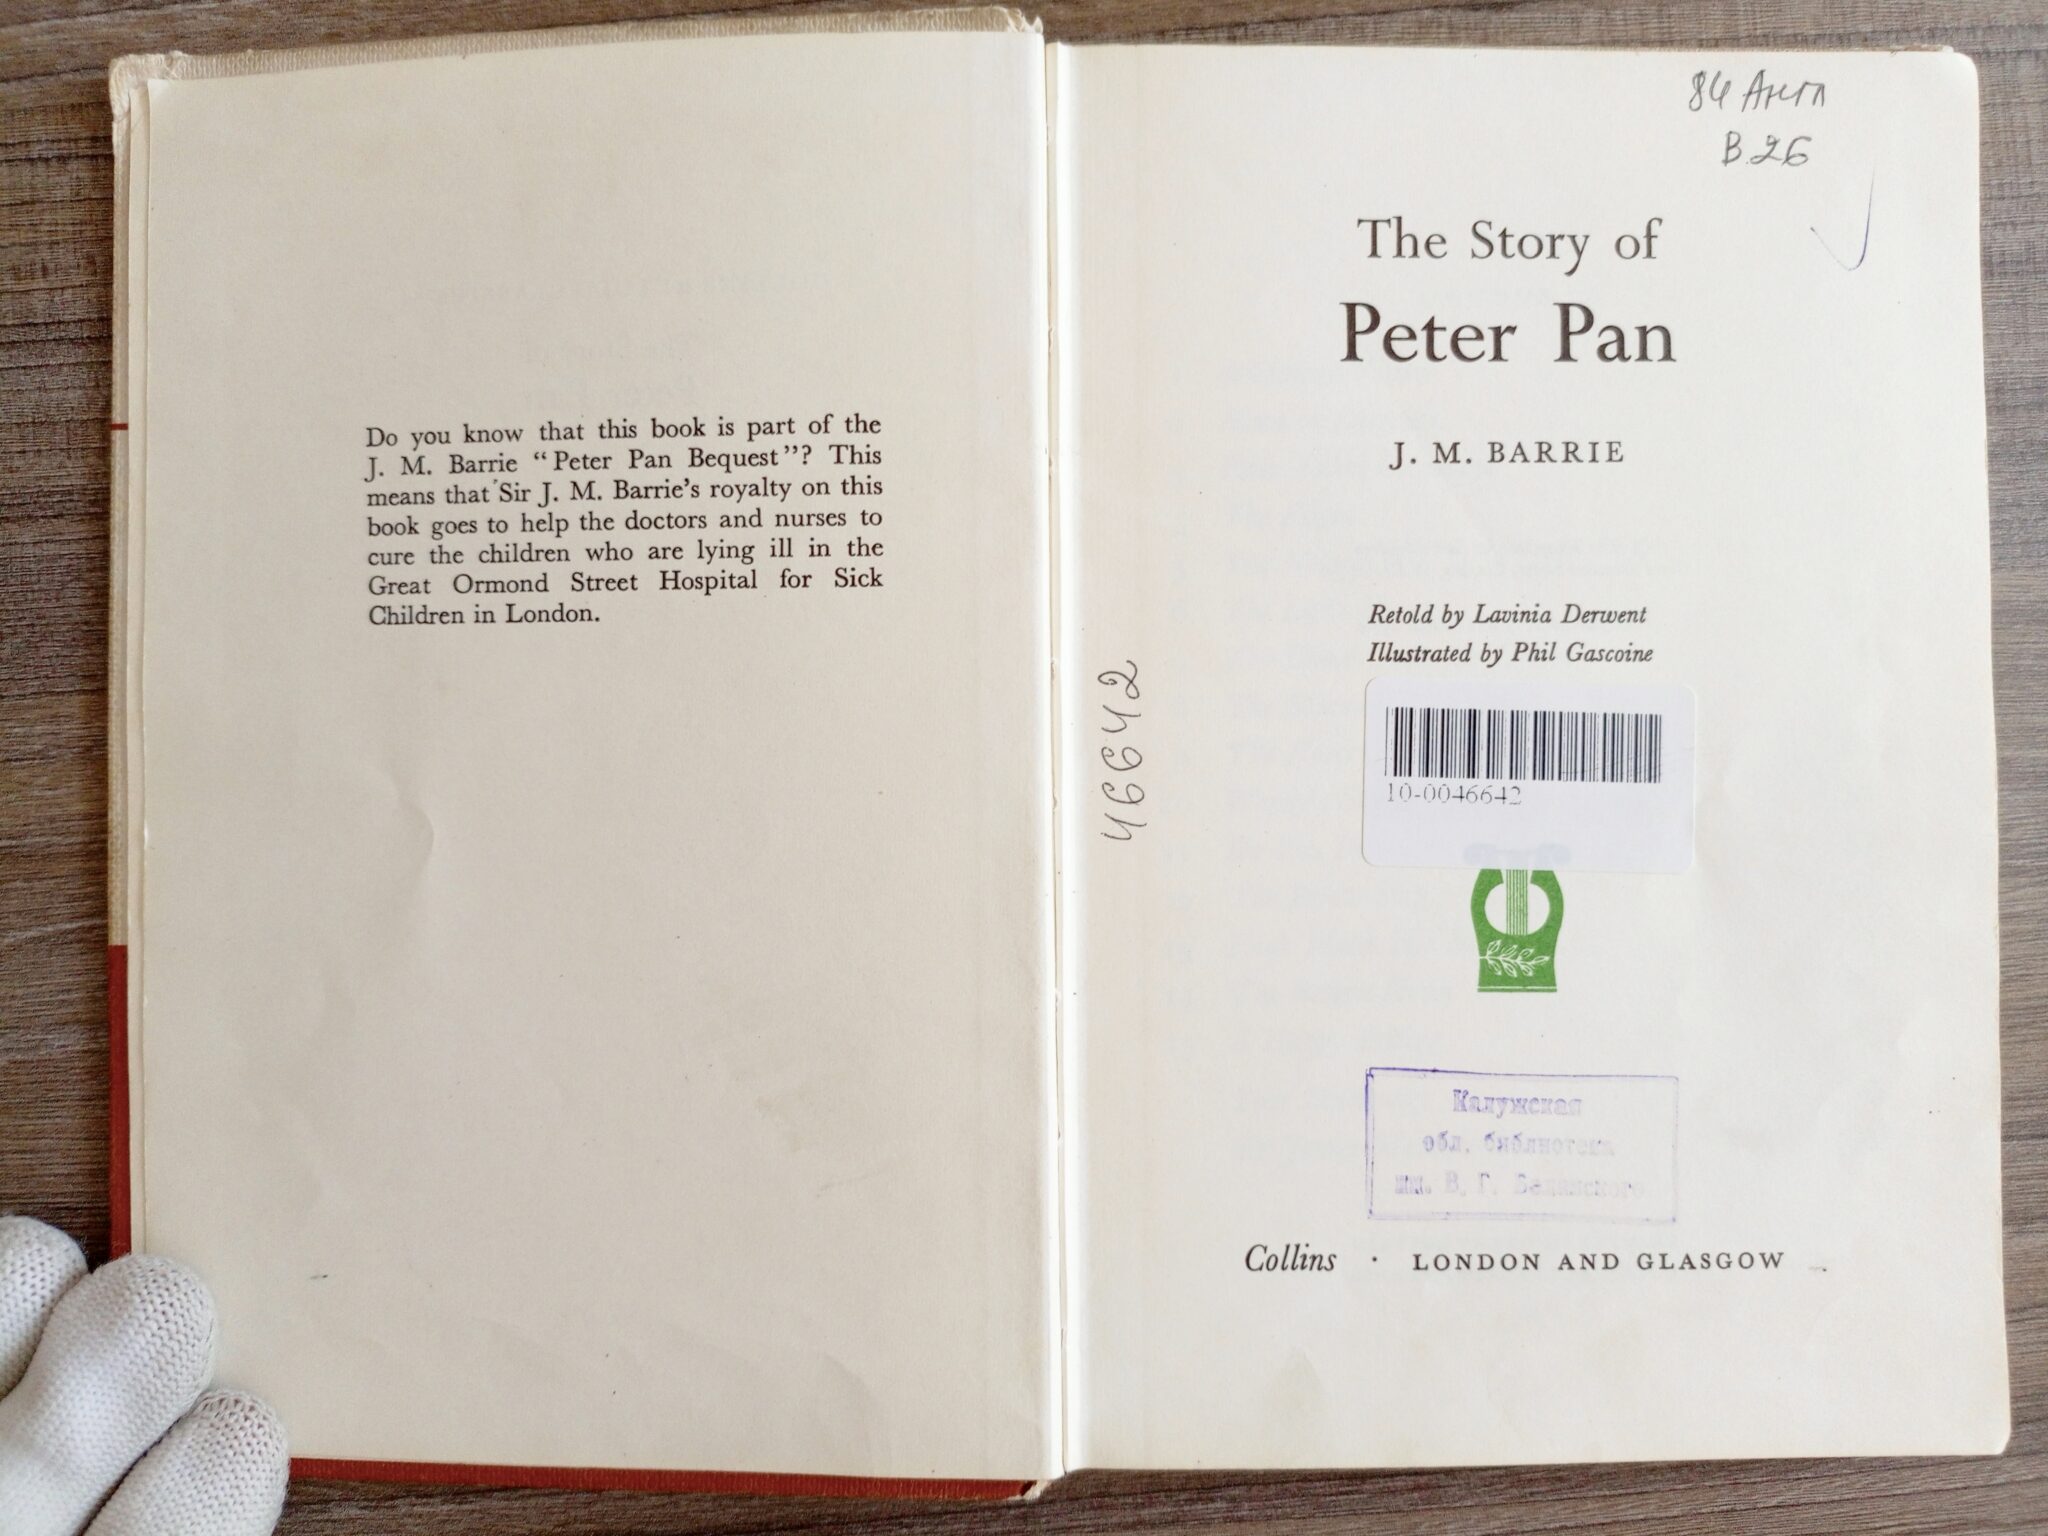 Do you know that this book is part of the
J. M. Barrie “Peter Pan Bequest”? This
means that Sir J. M. Barrie’s royalty on this
book goes to help the doctors and nurses to
cure the children who are lying ill in the
Great Ormond Street Hospital for Sick
Children in London.
84 Англ
В 26
The Story of
Peter Pan
J. M. BARRIE
Retold by Lavinia Derwent
Illustrated by Phil Gascoine
46642
10-0046642
Калужская
обл. библиотека
им. В. Г. Белинского
Collins · LONDON AND GLASGOW